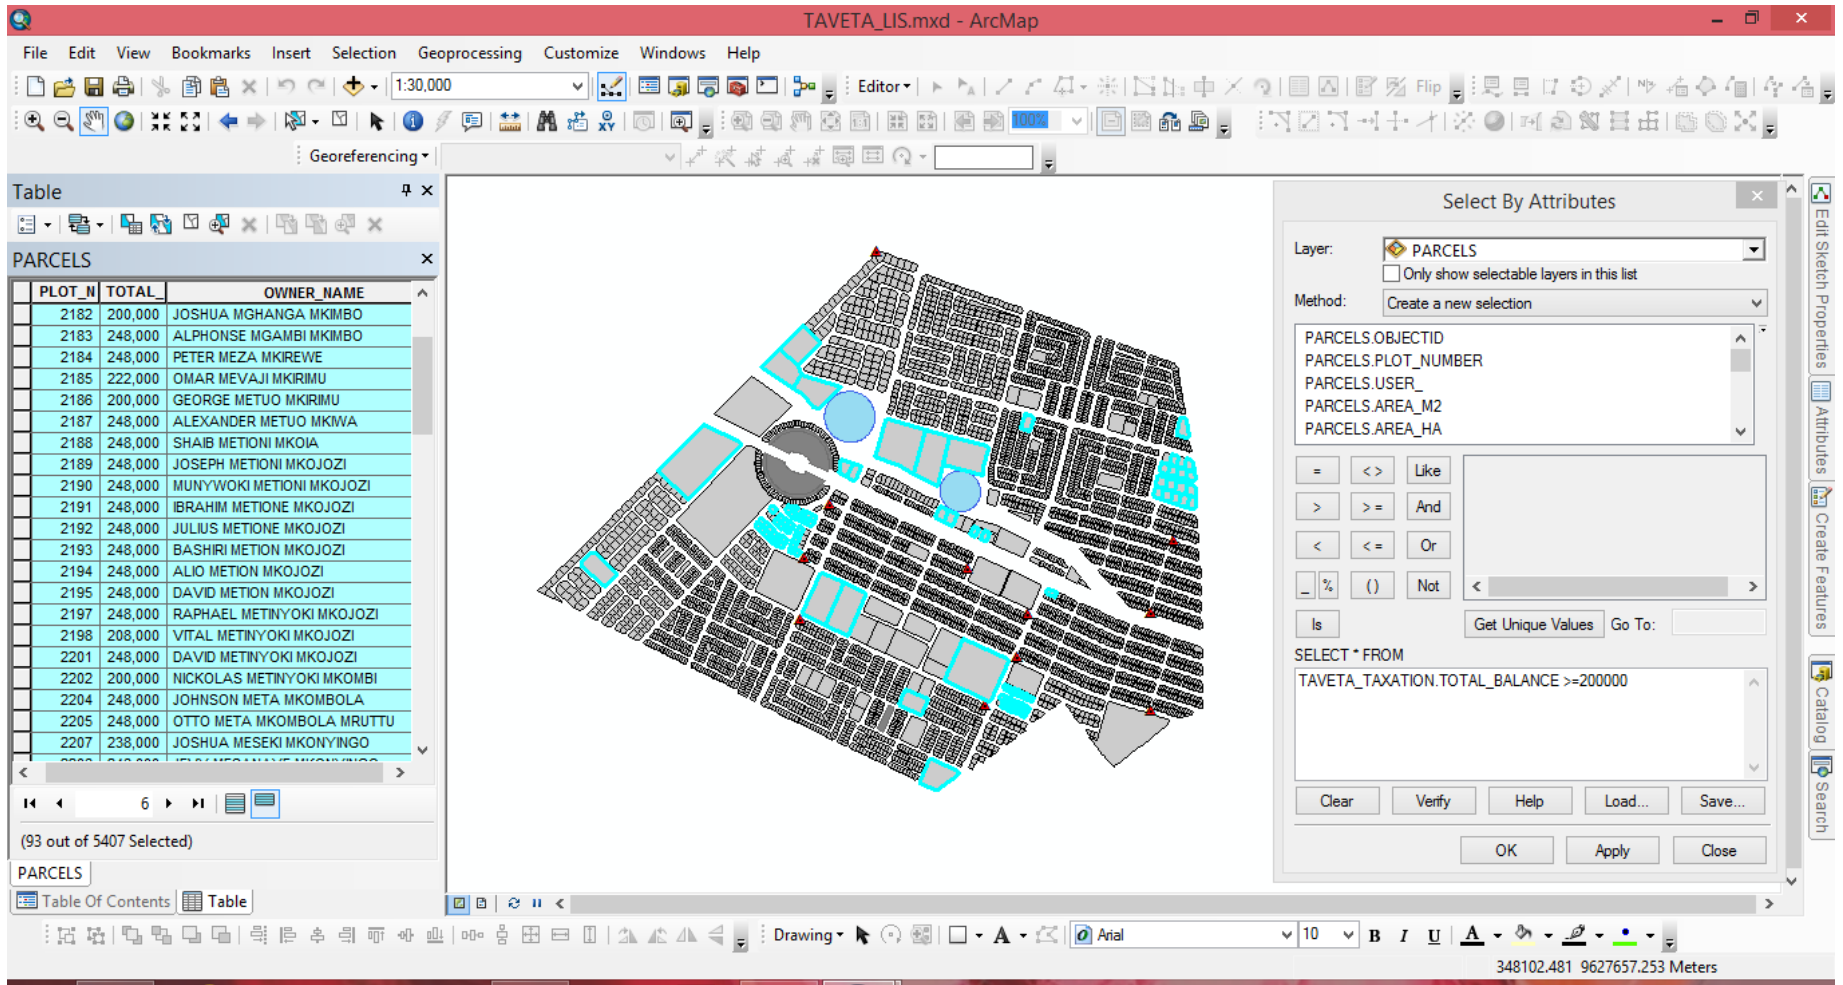 TAVETA_LIS.mxd - ArcMap
File Edit View Bookmarks Insert Selection Geoprocessing Customize Windows Help
1:30,000
Editor
Flip
100%
Georeferencing
Table
PARCELS
PLOT_N TOTAL_ OWNER_NAME
2182 200,000 JOSHUA MGHANGA MKIMBO
2183 248,000 ALPHONSE MGAMBI MKIMBO
2184 248,000 PETER MEZA MKIREWE
2185 222,000 OMAR MEVAJI MKIRIMU
2186 200,000 GEORGE METUO MKIRIMU
2187 248,000 ALEXANDER METUO MKIWA
2188 248,000 SHAIB METIONI MKOIA
2189 248,000 JOSEPH METIONI MKOJOZI
2190 248,000 MUNYWOKI METIONI MKOJOZI
2191 248,000 IBRAHIM METIONE MKOJOZI
2192 248,000 JULIUS METIONE MKOJOZI
2193 248,000 BASHIRI METION MKOJOZI
2194 248,000 ALIO METION MKOJOZI
2195 248,000 DAVID METION MKOJOZI
2197 248,000 RAPHAEL METINYOKI MKOJOZI
2198 208,000 VITAL METINYOKI MKOJOZI
2201 248,000 DAVID METINYOKI MKOJOZI
2202 200,000 NICKOLAS METINYOKI MKOMBI
2204 248,000 JOHNSON META MKOMBOLA
2205 248,000 OTTO META MKOMBOLA MRUTTU
2207 238,000 JOSHUA MESEKI MKONYINGO
6
(93 out of 5407 Selected)
PARCELS
Table Of Contents Table
Select By Attributes
Layer: PARCELS
Only show selectable layers in this list
Method: Create a new selection
PARCELS.OBJECTID
PARCELS.PLOT_NUMBER
PARCELS.USER_
PARCELS.AREA_M2
PARCELS.AREA_HA
= <> Like
> >= And
< <= Or
_ % () Not
Is Get Unique Values Go To:
SELECT * FROM
TAVETA_TAXATION.TOTAL_BALANCE >=200000
Clear Verify Help Load... Save...
OK Apply Close
Edit Sketch Properties
Attributes
Create Features
Catalog
Search
Drawing A Arial 10 B I U A
348102.481 9627657.253 Meters